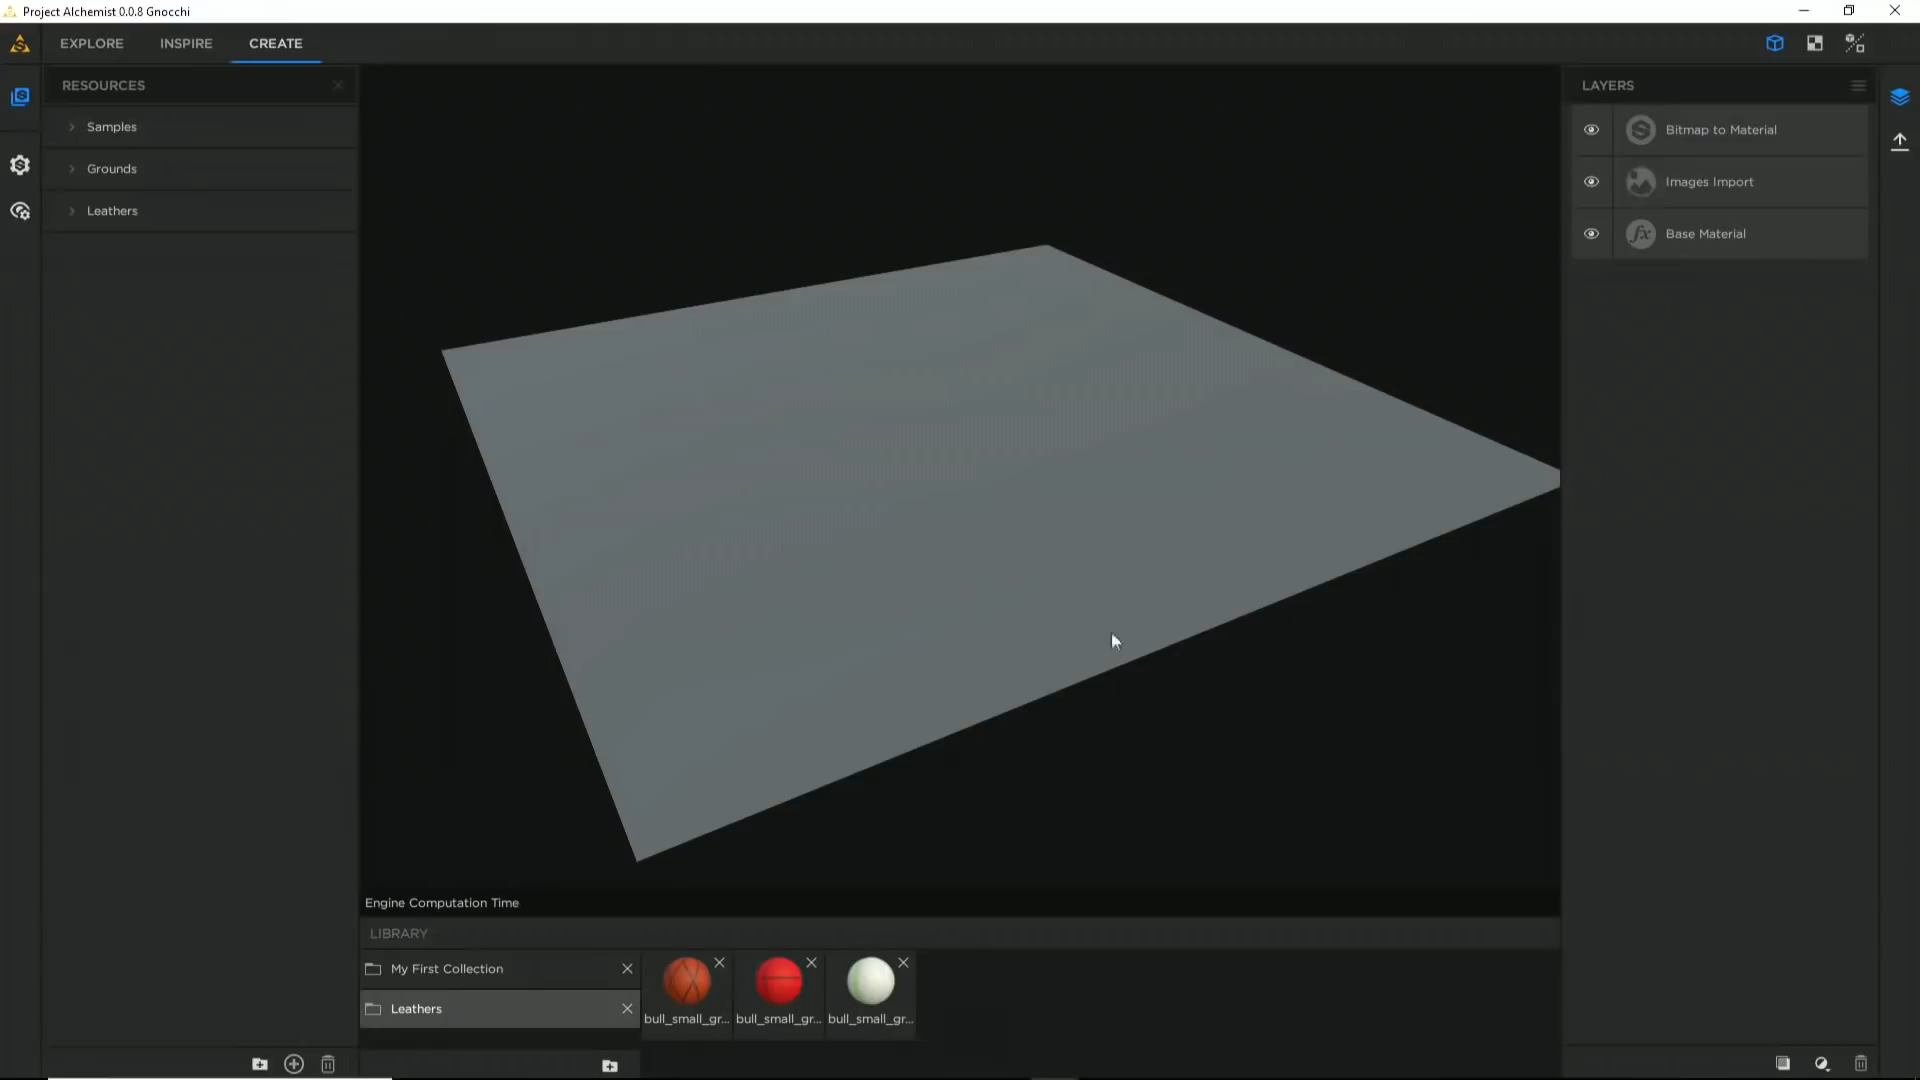 Project Alchemist 0.0.8 Gnocchi
EXPLORE INSPIRE CREATE
RESOURCES
Samples
Grounds
Leathers
LAYERS
Bitmap to Material
Images Import
Base Material
Engine Computation Time
LIBRARY
My First Collection
Leathers
bull_small_gr... bull_small_gr... bull_small_gr...